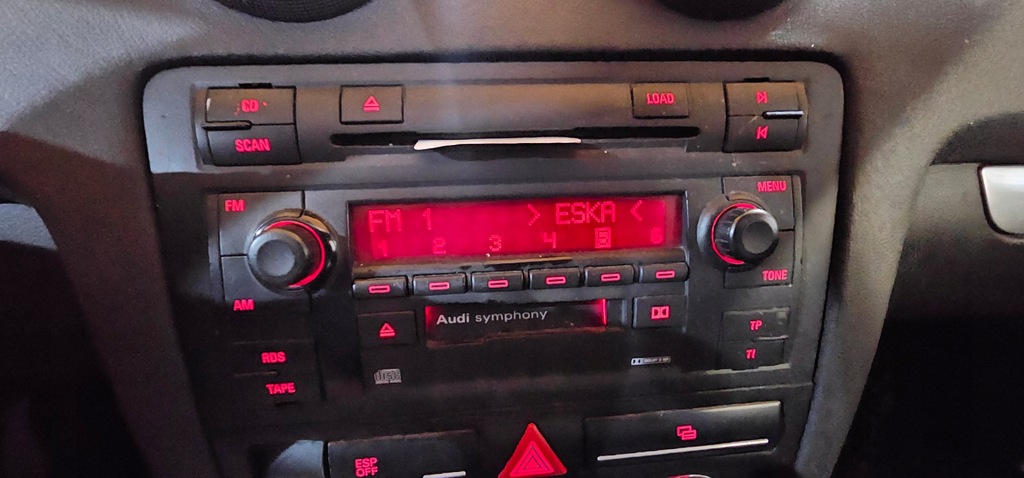 CD
LOAD
SCAN
FM
MENU
FM 1 > ESKA <
1 2 3 4 5 6
TONE
AM
Audi symphony
TP
RDS
TI
TAPE
ESP
OFF